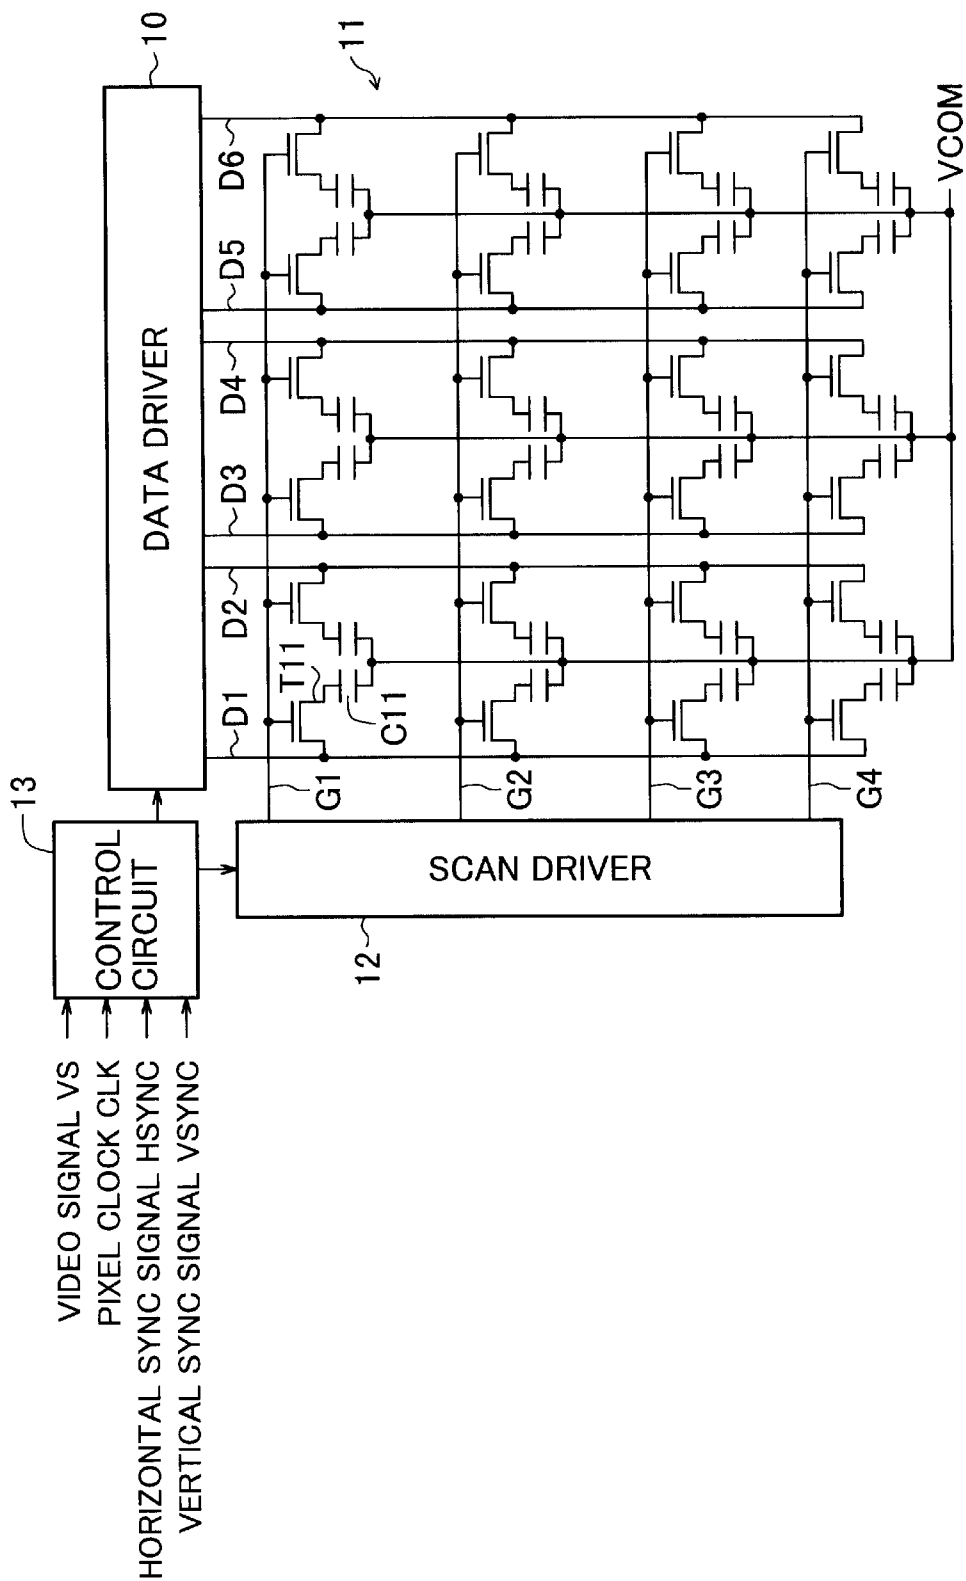 VIDEO SIGNAL VS
PIXEL CLOCK CLK
HORIZONTAL SYNC SIGNAL HSYNC
VERTICAL SYNC SIGNAL VSYNC
13
CONTROL
CIRCUIT
DATA DRIVER
10
11
D1
D2
D3
D4
D5
D6
T11
C11
G1
G2
G3
G4
SCAN DRIVER
12
VCOM